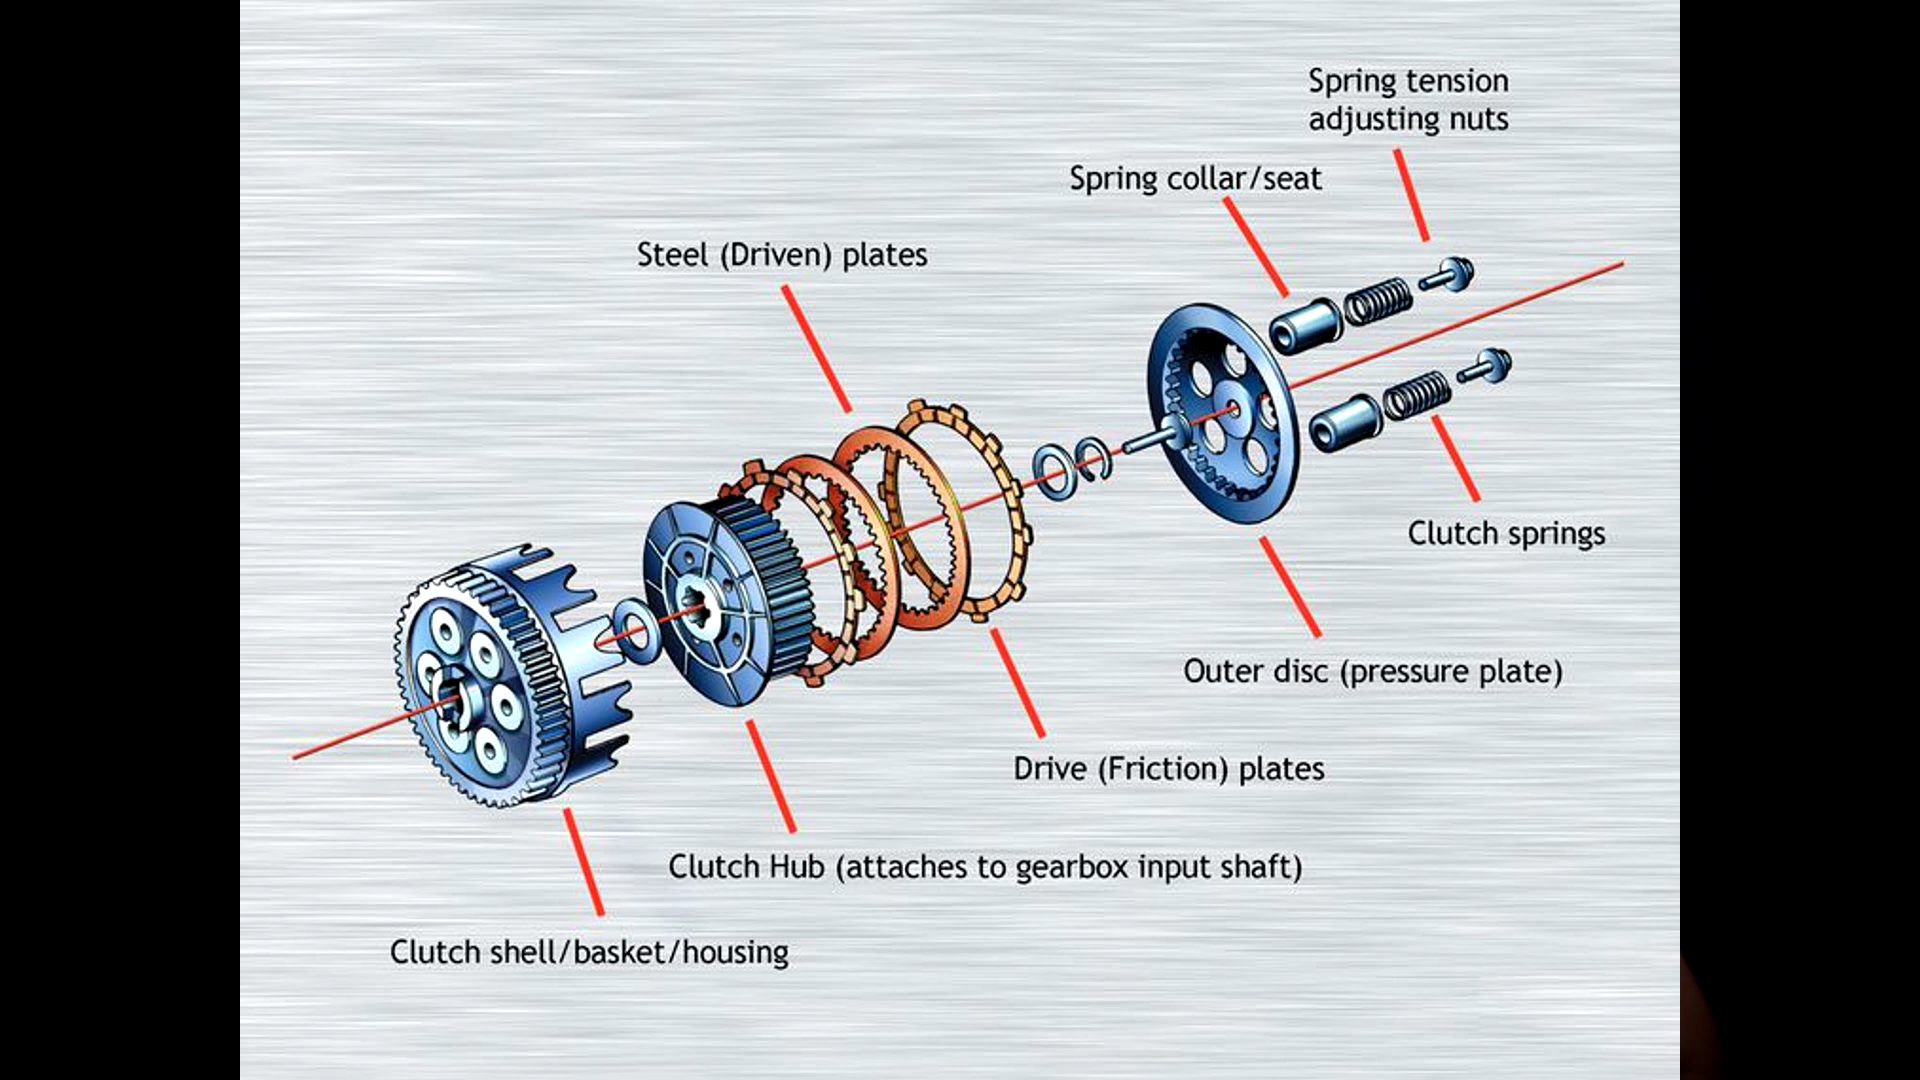 Spring tension
adjusting nuts
Spring collar/seat
Steel (Driven) plates
Clutch springs
Outer disc (pressure plate)
Drive (Friction) plates
Clutch Hub (attaches to gearbox input shaft)
Clutch shell/basket/housing